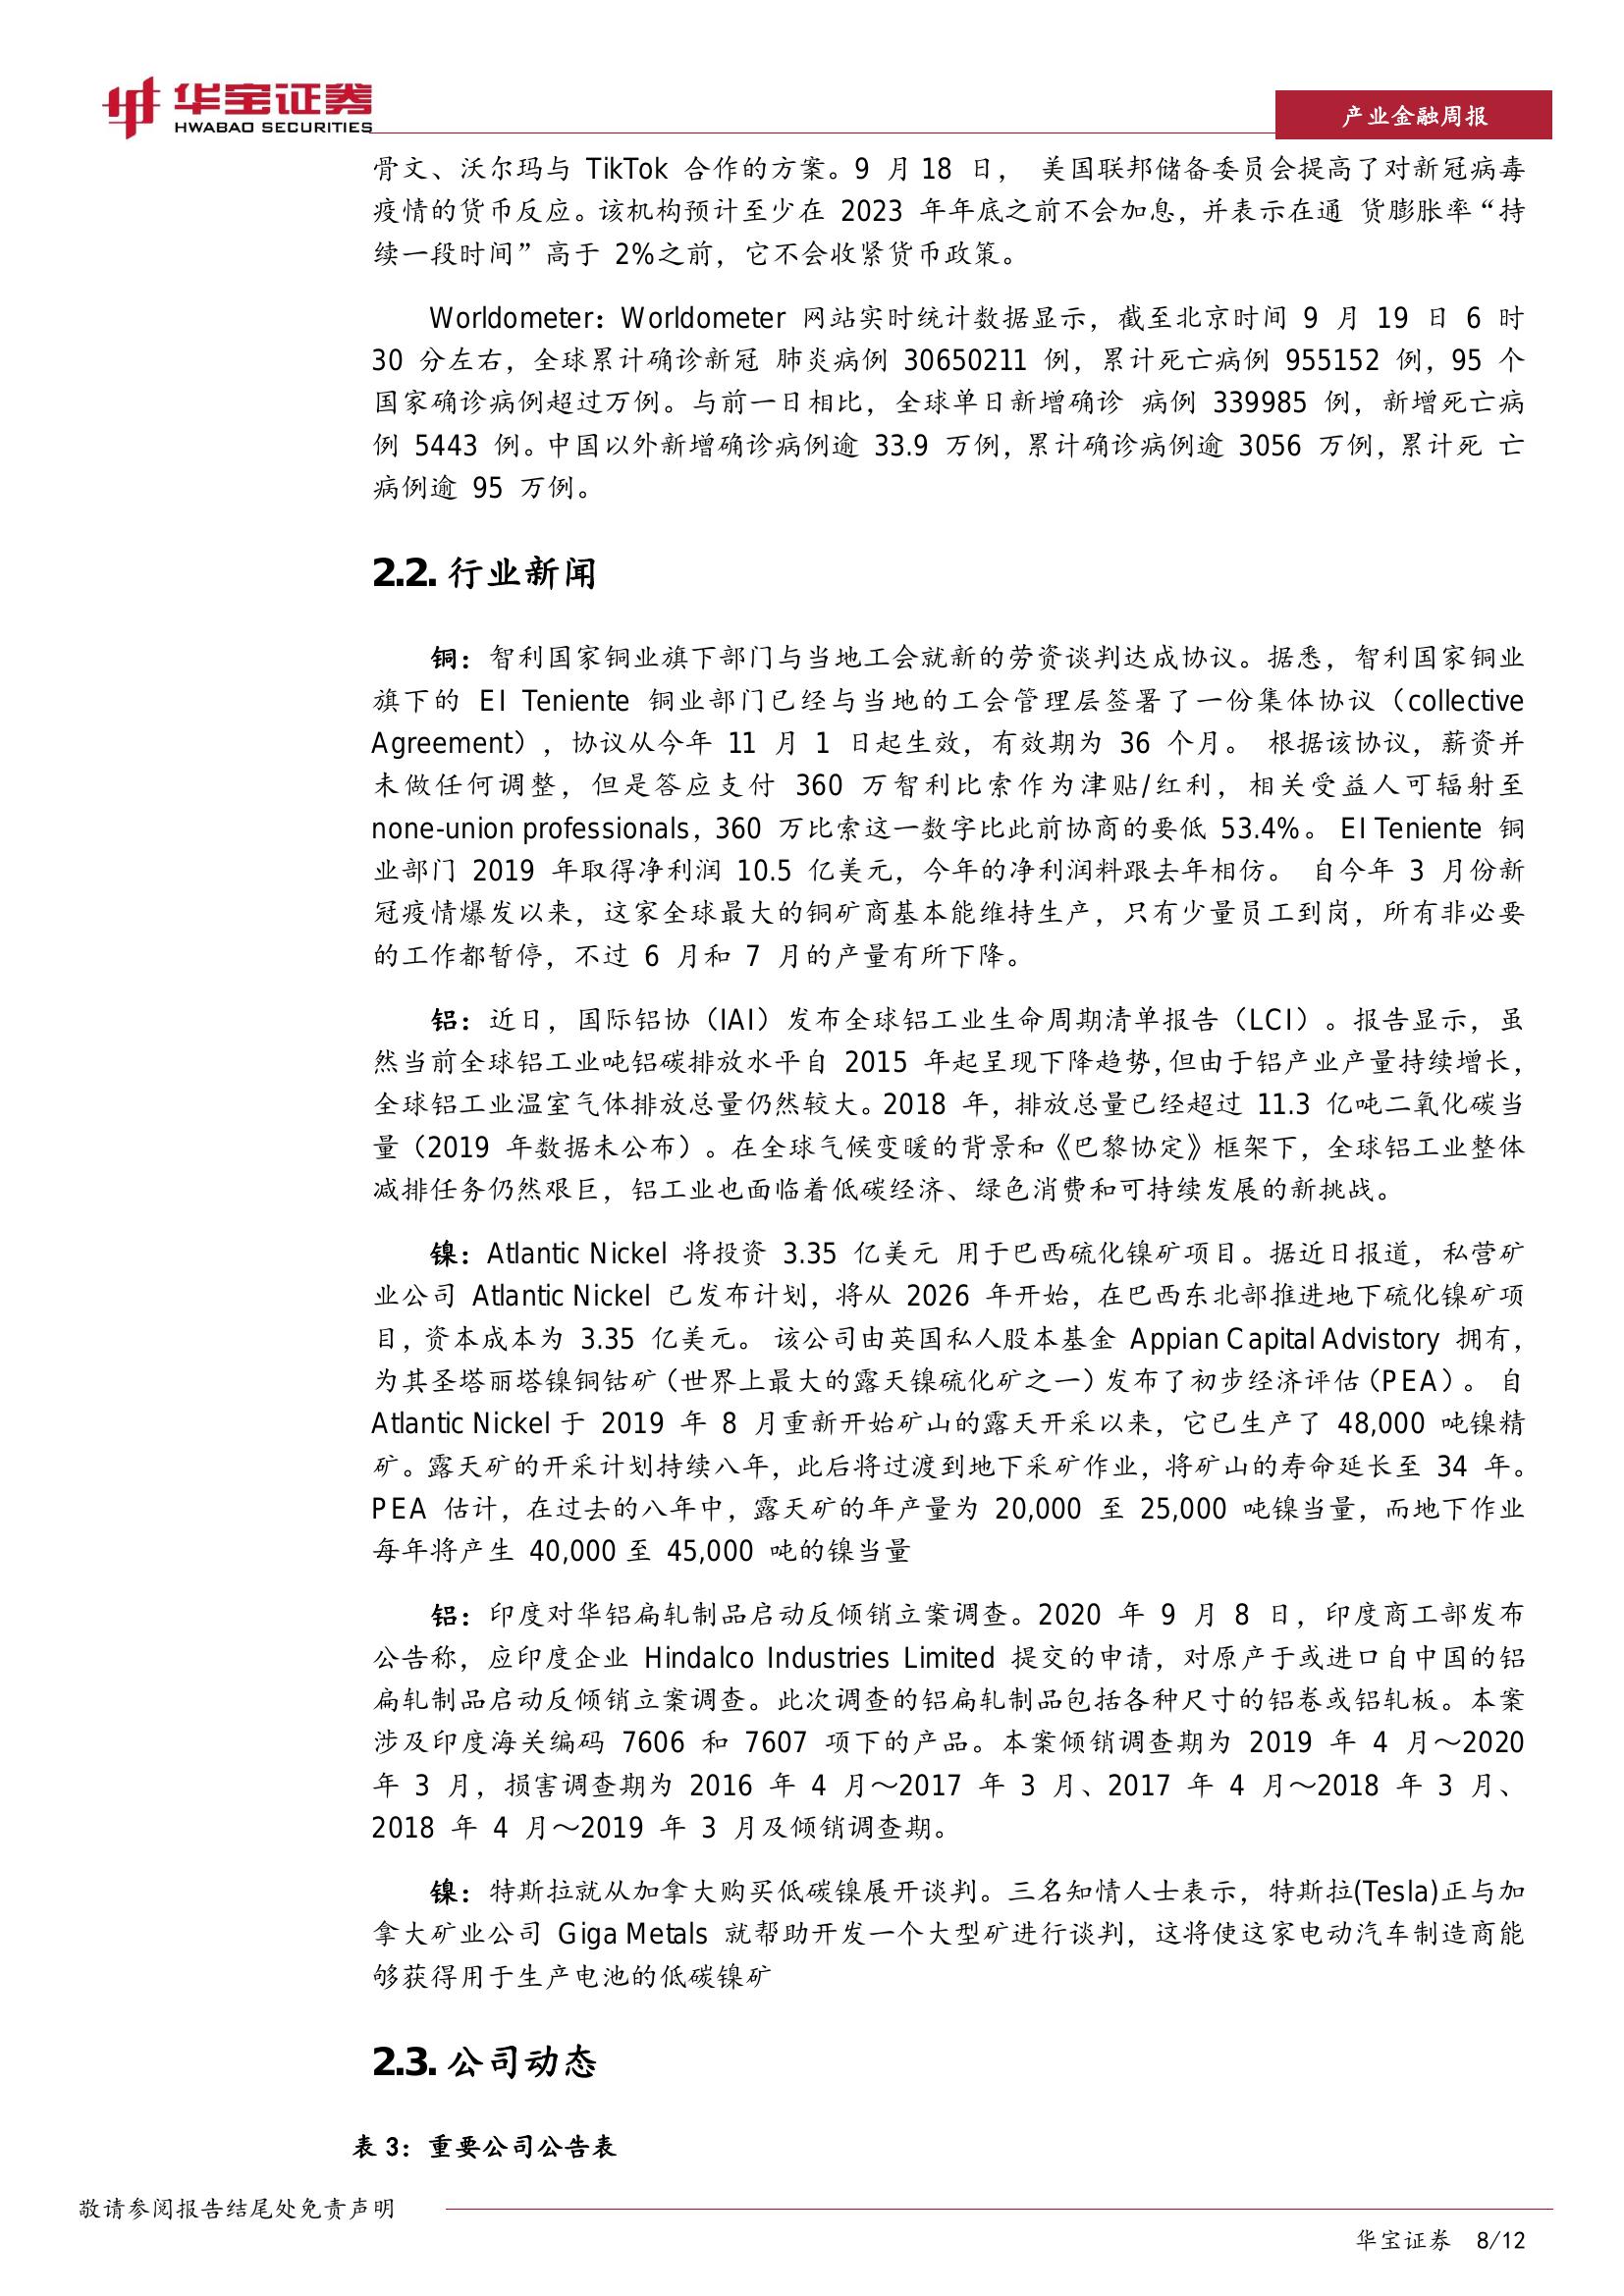 华宝证券
HWABAO SECURITIES
产业金融周报
骨文、沃尔玛与 TikTok 合作的方案。9 月18 日， 美国联邦储备委员会提高了对新冠病毒
疫情的货币反应。该机构预计至少在 2023 年年底之前不会加息，并表示在通 货膨胀率“持
续一段时间”高于 2%之前，它不会收紧货币政策。
Worldometer：Worldometer 网站实时统计数据显示，截至北京时间 9 月 19 日 6 时
30 分左右，全球累计确诊新冠 肺炎病例 30650211 例，累计死亡病例 955152 例，95 个
国家确诊病例超过万例。与前一日相比，全球单日新增确诊 病例 339985 例，新增死亡病
例 5443 例。中国以外新增确诊病例逾 33.9 万例，累计确诊病例逾 3056 万例，累计死 亡
病例逾 95 万例。
2.2. 行业新闻
铜：智利国家铜业旗下部门与当地工会就新的劳资谈判达成协议。据悉，智利国家铜业
旗下的 El Teniente 铜业部门已经与当地的工会管理层签署了一份集体协议（collective
Agreement），协议从今年 11 月 1 日起生效，有效期为 36 个月。 根据该协议，薪资并
未做任何调整，但是答应支付 360 万智利比索作为津贴/红利，相关受益人可辐射至
none-union professionals，360 万比索这一数字比此前协商的要低 53.4%。 El Teniente 铜
业部门 2019 年取得净利润 10.5 亿美元，今年的净利润料跟去年相仿。 自今年 3 月份新
冠疫情爆发以来，这家全球最大的铜矿商基本能维持生产，只有少量员工到岗，所有非必要
的工作都暂停，不过 6 月和 7 月的产量有所下降。
铝：近日，国际铝协（IAI）发布全球铝工业生命周期清单报告（LCI）。报告显示，虽
然当前全球铝工业吨铝碳排放水平自 2015 年起呈现下降趋势，但由于铝产业产量持续增长，
全球铝工业温室气体排放总量仍然较大。2018 年，排放总量已经超过 11.3 亿吨二氧化碳当
量（2019 年数据未公布）。在全球气候变暖的背景和《巴黎协定》框架下，全球铝工业整体
减排任务仍然艰巨，铝工业也面临着低碳经济、绿色消费和可持续发展的新挑战。
镍：Atlantic Nickel 将投资 3.35 亿美元 用于巴西硫化镍矿项目。据近日报道，私营矿
业公司 Atlantic Nickel 已发布计划，将从 2026 年开始，在巴西东北部推进地下硫化镍矿项
目，资本成本为 3.35 亿美元。 该公司由英国私人股本基金 Appian Capital Advistory 拥有，
为其圣塔丽塔镍铜钴矿（世界上最大的露天镍硫化矿之一）发布了初步经济评估（PEA）。 自
Atlantic Nickel 于 2019 年 8 月重新开始矿山的露天开采以来，它已生产了 48,000 吨镍精
矿。露天矿的开采计划持续八年，此后将过渡到地下采矿作业，将矿山的寿命延长至 34 年。
PEA 估计，在过去的八年中，露天矿的年产量为 20,000 至 25,000 吨镍当量，而地下作业
每年将产生 40,000 至 45,000 吨的镍当量
铝：印度对华铝扁轧制品启动反倾销立案调查。2020 年 9 月 8 日，印度商工部发布
公告称，应印度企业 Hindalco Industries Limited 提交的申请，对原产于或进口自中国的铝
扁轧制品启动反倾销立案调查。此次调查的铝扁轧制品包括各种尺寸的铝卷或铝轧板。本案
涉及印度海关编码 7606 和 7607 项下的产品。本案倾销调查期为 2019 年 4 月～2020
年 3 月，损害调查期为 2016 年 4 月～2017 年 3 月、2017 年 4 月～2018 年 3 月、
2018 年 4 月～2019 年 3 月及倾销调查期。
镍：特斯拉就从加拿大购买低碳镍展开谈判。三名知情人士表示，特斯拉(Tesla)正与加
拿大矿业公司 Giga Metals 就帮助开发一个大型矿进行谈判，这将使这家电动汽车制造商能
够获得用于生产电池的低碳镍矿
2.3. 公司动态
表 3：重要公司公告表
敬请参阅报告结尾处免责声明
华宝证券 8/12